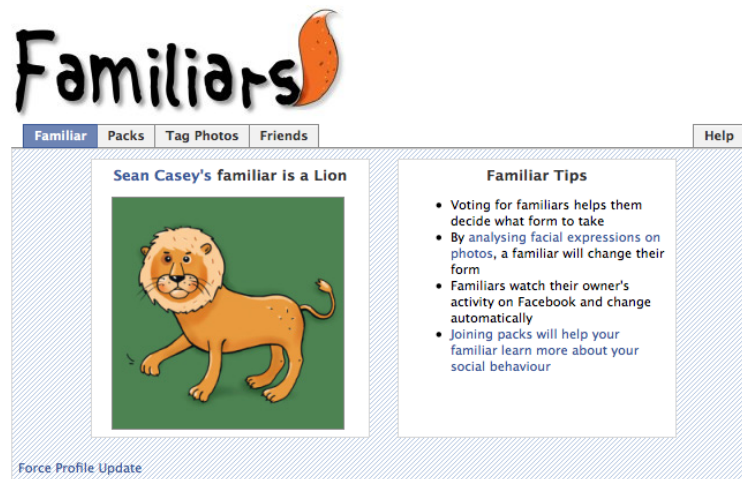 Familiars
Familiar Packs Tag Photos Friends Help
Sean Casey's familiar is a Lion
Familiar Tips
Voting for familiars helps them
decide what form to take
By analysing facial expressions on
photos, a familiar will change their
form
Familiars watch their owner's
activity on Facebook and change
automatically
Joining packs will help your
familiar learn more about your
social behaviour
Force Profile Update